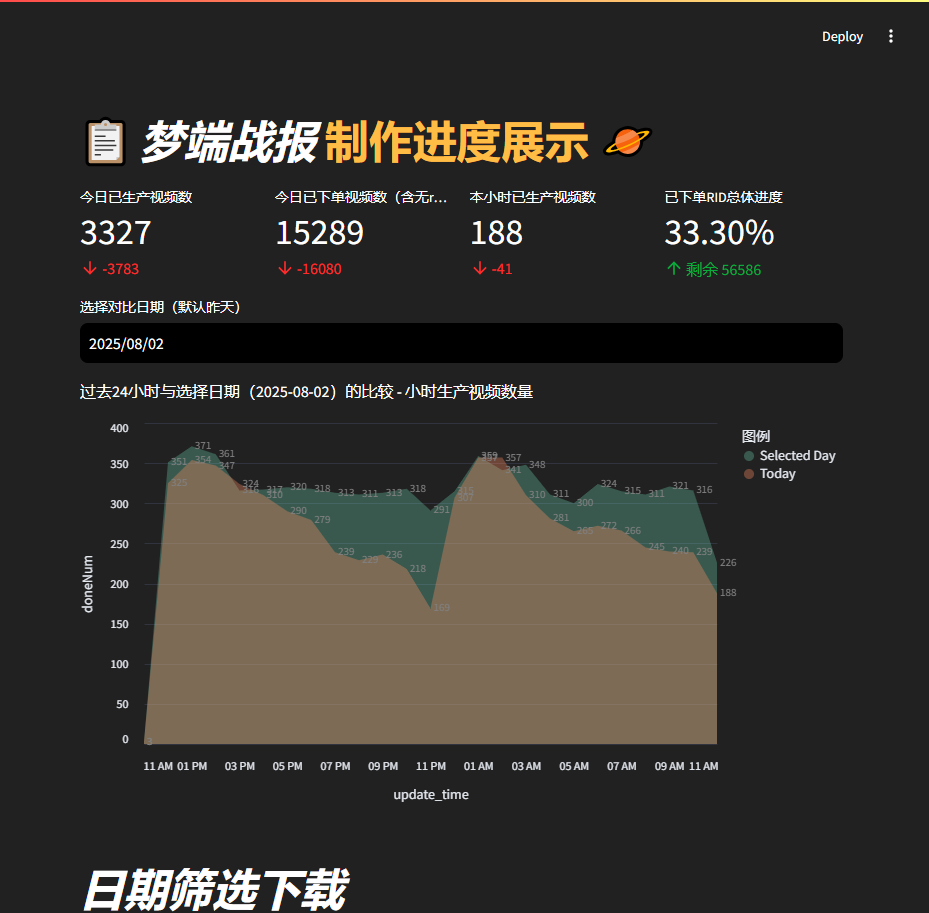 Deploy
梦端战报 制作进度展示
今日已生产视频数 今日已下单视频数（含无r… 本小时已生产视频数 已下单RID总体进度
3327 15289 188 33.30%
-3783 -16080 -41 剩余 56586
选择对比日期（默认昨天）
2025/08/02
过去24小时与选择日期（2025-08-02）的比较 - 小时生产视频数量
图例
Selected Day
Today
400
350
300
250
200
150
100
50
0
doneNum
351 371 361 320 318 313 311 313 318 291 348 311 300 324 315 311 321 316 226
325 354 347 324 310 290 279 239 229 236 218 169 357 341 310 281 265 272 266 245 240 239 188
11 AM 01 PM 03 PM 05 PM 07 PM 09 PM 11 PM 01 AM 03 AM 05 AM 07 AM 09 AM 11 AM
update_time
日期筛选下载